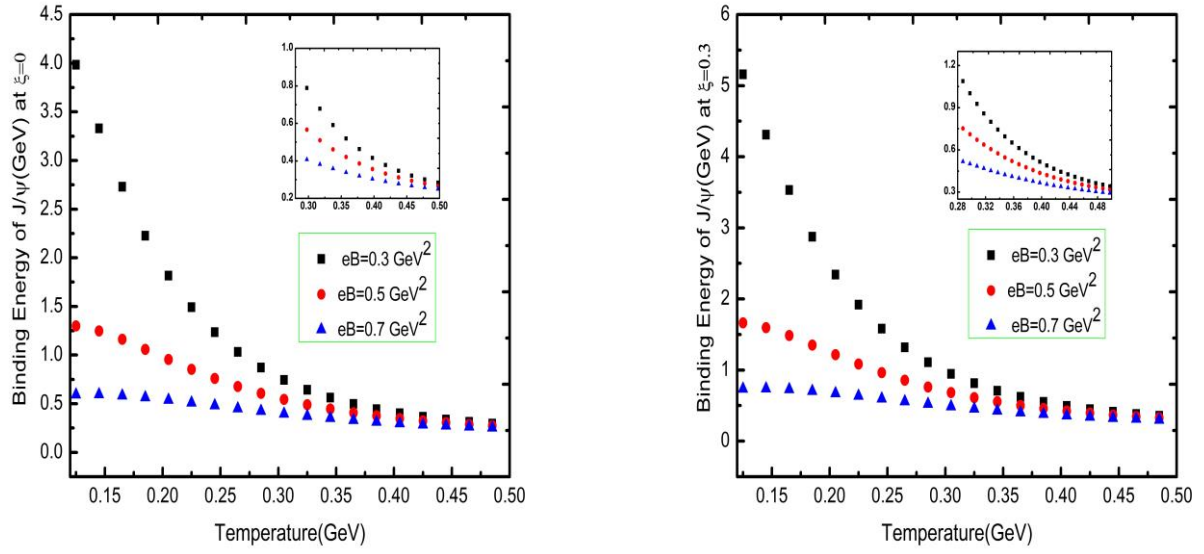 Binding Energy of J/ψ(GeV) at ξ=0
4.5
4.0
3.5
3.0
2.5
2.0
1.5
1.0
0.5
0.0
0.15 0.20 0.25 0.30 0.35 0.40 0.45 0.50
Temperature(GeV)
1.0
0.8
0.6
0.4
0.2
0.30 0.35 0.40 0.45 0.50
eB=0.3 GeV²
eB=0.5 GeV²
eB=0.7 GeV²
Binding Energy of J/ψ(GeV) at ξ=0.3
6
5
4
3
2
1
0
0.15 0.20 0.25 0.30 0.35 0.40 0.45 0.50
Temperature(GeV)
1.2
0.9
0.6
0.3
0.28 0.32 0.36 0.40 0.44 0.48
eB=0.3 GeV²
eB=0.5 GeV²
eB=0.7 GeV²